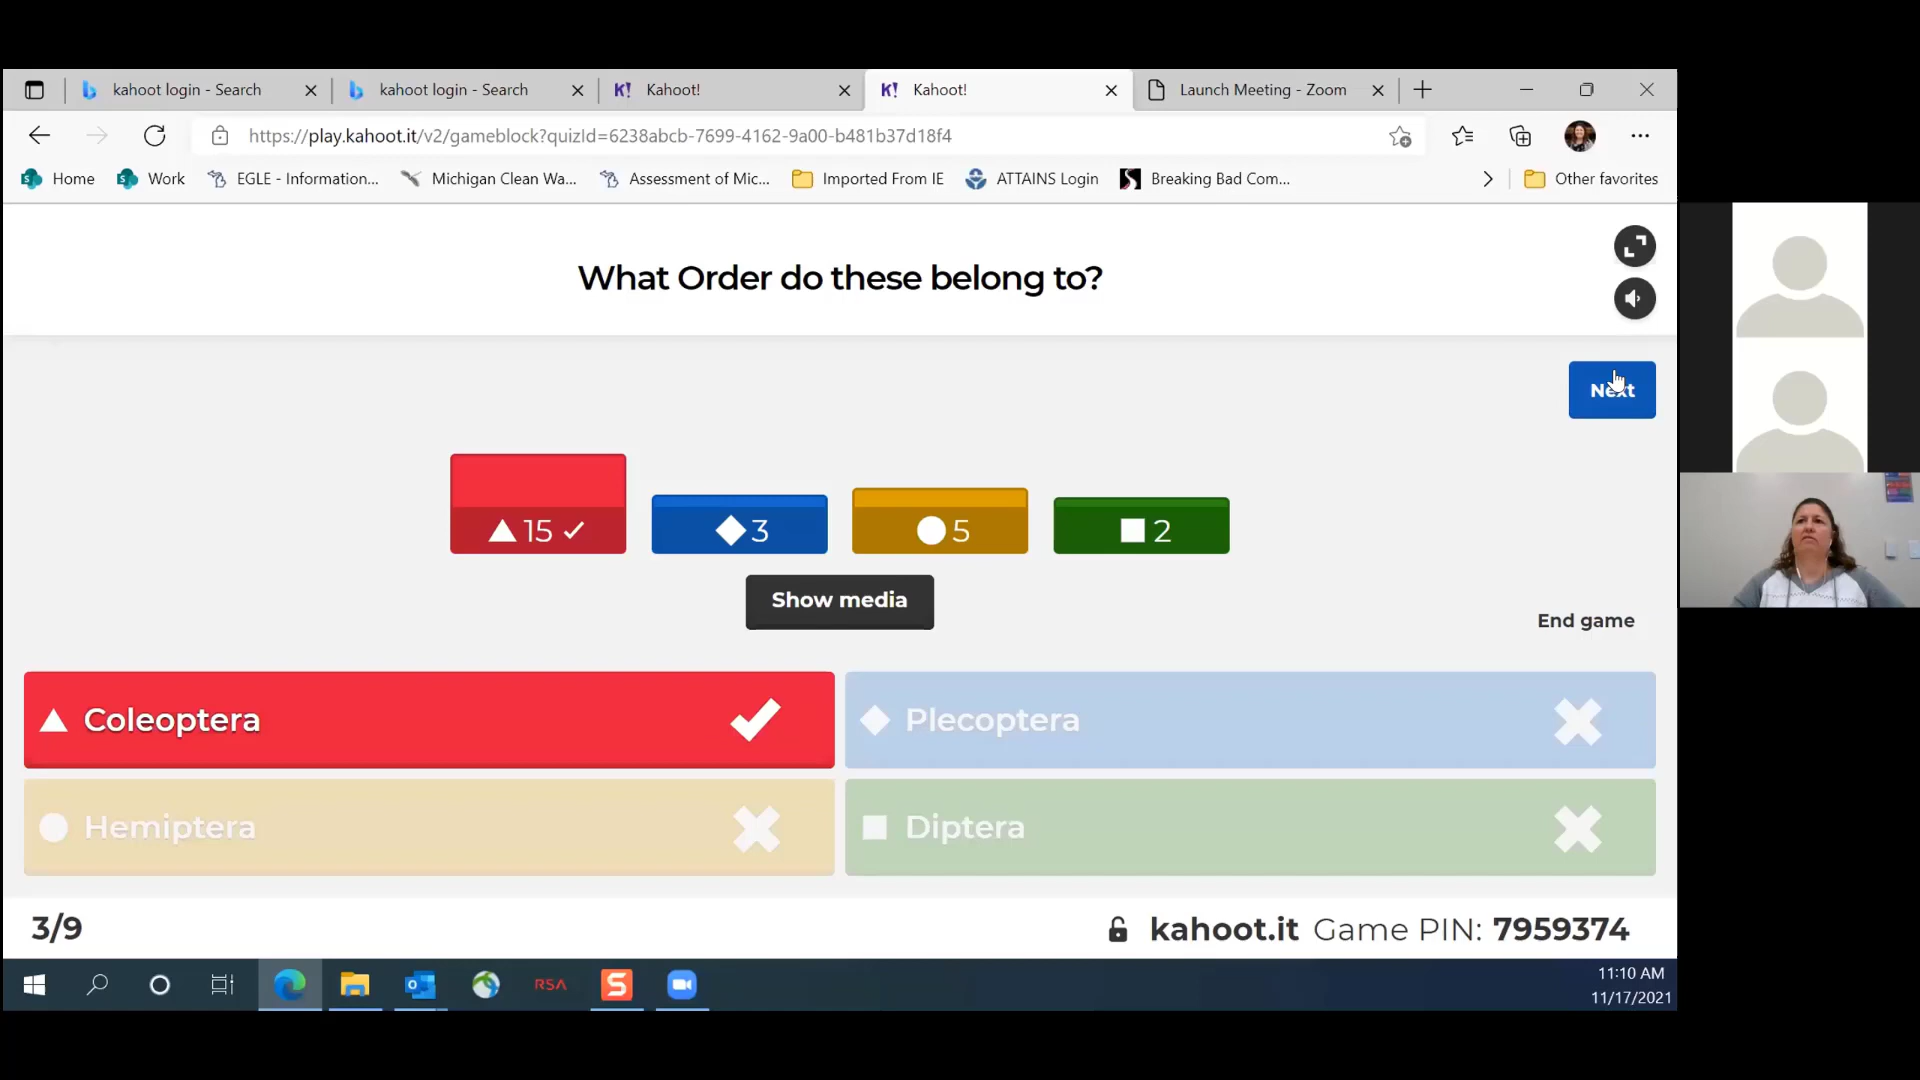 kahoot login - Search
kahoot login - Search
K! Kahoot!
K! Kahoot!
Launch Meeting - Zoom
https://play.kahoot.it/v2/gameblock?quizId=6238abcb-7699-4162-9a00-b481b37d18f4
Home
Work
EGLE - Information...
Michigan Clean Wa...
Assessment of Mic...
Imported From IE
ATTAINS Login
Breaking Bad Com...
Other favorites
What Order do these belong to?
Next
15
3
5
2
Show media
End game
Coleoptera
Plecoptera
Hemiptera
Diptera
3/9
kahoot.it Game PIN: 7959374
RSA
11:10 AM
11/17/2021